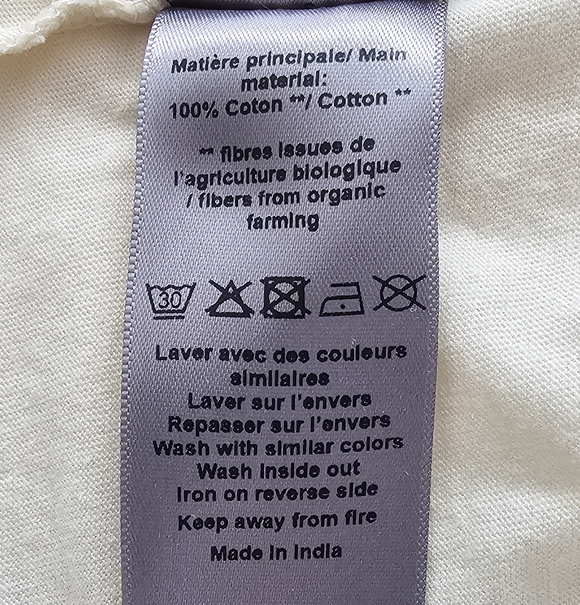 Matière principale/ Main
material:
100% Coton **/ Cotton **
** fibres issues de
l'agriculture biologique
/ fibers from organic
farming
30
Laver avec des couleurs
similaires
Laver sur l'envers
Repasser sur l'envers
Wash with similar colors
Wash inside out
Iron on reverse side
Keep away from fire
Made in India